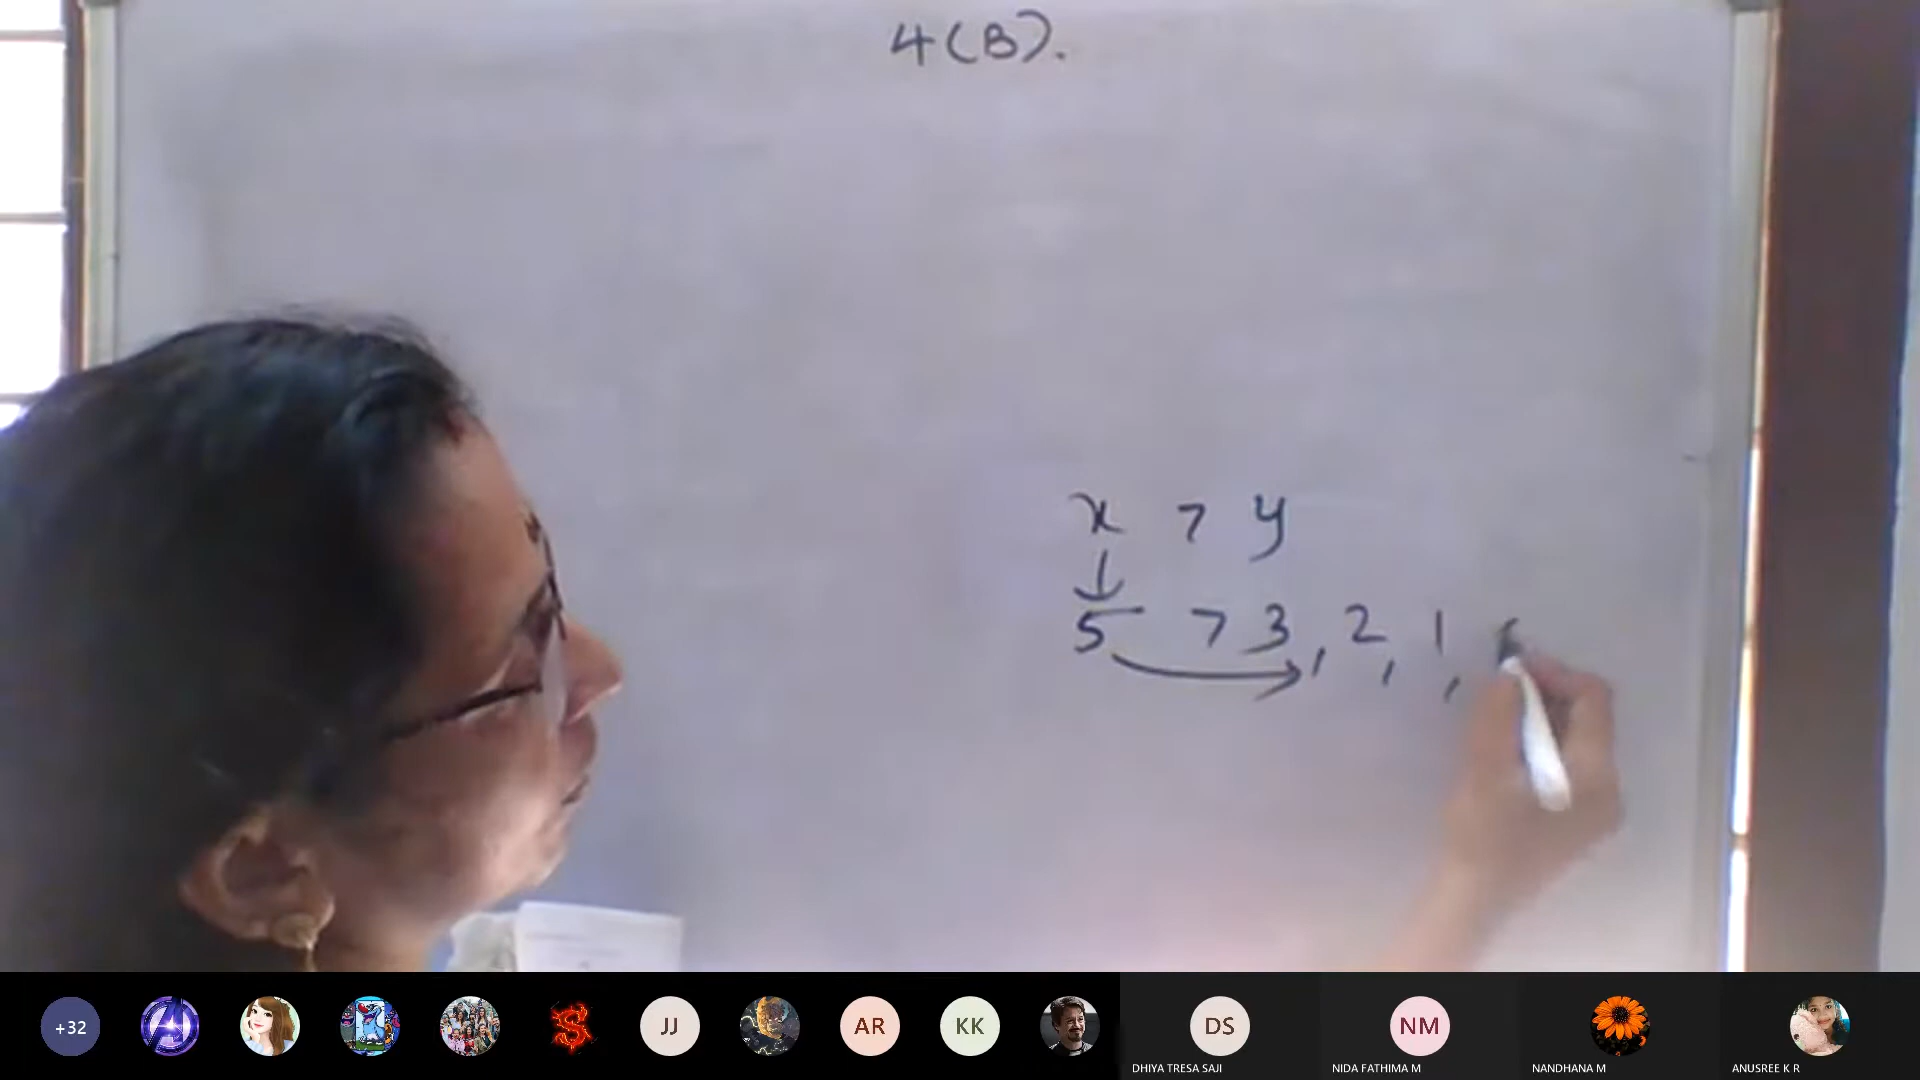 4(B).
x > y
↓
5 > 3, 2, 1,
+32
JJ
AR
KK
DS
NM
DHIYA TRESA SAJI
NIDA FATHIMA M
NANDHANA M
ANUSREE K R